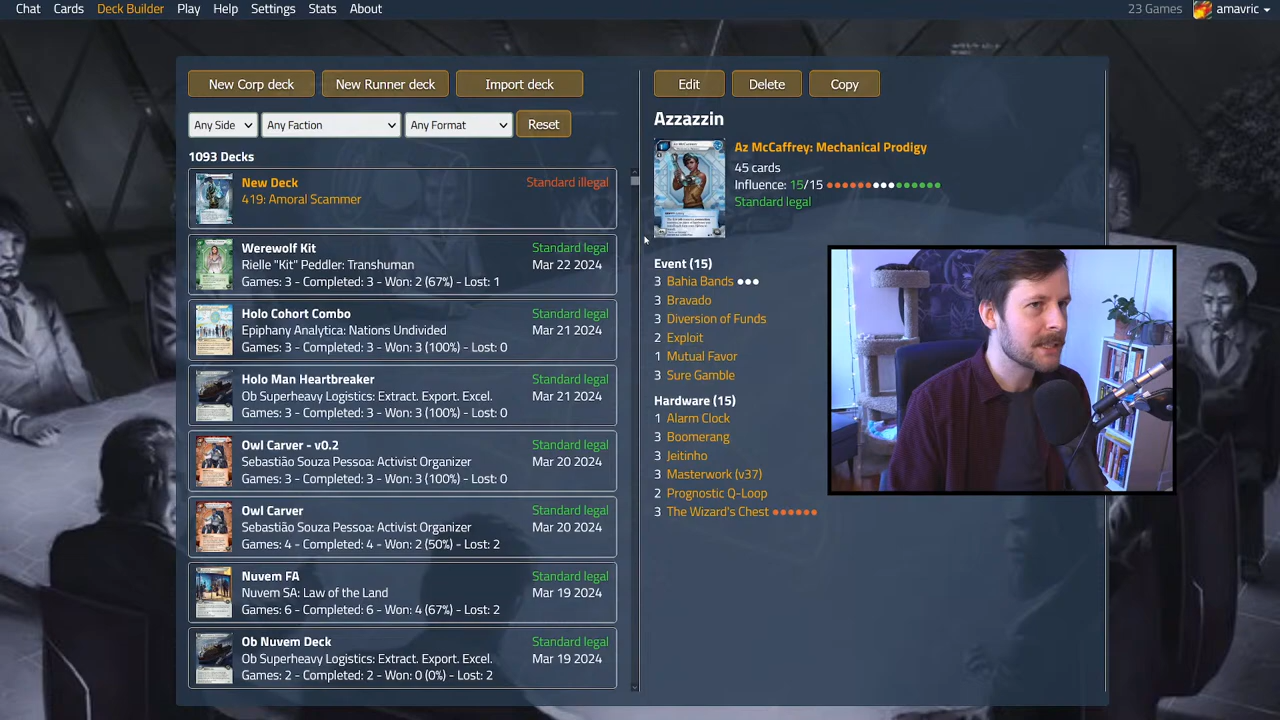 Chat Cards Deck Builder Play Help Settings Stats About 23 Games amavric
New Corp deck New Runner deck Import deck
Any Side Any Faction Any Format Reset
1093 Decks
New Deck Standard illegal
419: Amoral Scammer
Werewolf Kit Standard legal
Rielle "Kit" Peddler: Transhuman Mar 22 2024
Games: 3 - Completed: 3 - Won: 2 (67%) - Lost: 1
Holo Cohort Combo Standard legal
Epiphany Analytica: Nations Undivided Mar 21 2024
Games: 3 - Completed: 3 - Won: 3 (100%) - Lost: 0
Holo Man Heartbreaker Standard legal
Ob Superheavy Logistics: Extract. Export. Excel. Mar 21 2024
Games: 3 - Completed: 3 - Won: 3 (100%) - Lost: 0
Owl Carver - v0.2 Standard legal
Sebastião Souza Pessoa: Activist Organizer Mar 20 2024
Games: 3 - Completed: 3 - Won: 3 (100%) - Lost: 0
Owl Carver Standard legal
Sebastião Souza Pessoa: Activist Organizer Mar 20 2024
Games: 4 - Completed: 4 - Won: 2 (50%) - Lost: 2
Nuvem FA Standard legal
Nuvem SA: Law of the Land Mar 19 2024
Games: 6 - Completed: 6 - Won: 4 (67%) - Lost: 2
Ob Nuvem Deck Standard legal
Ob Superheavy Logistics: Extract. Export. Excel. Mar 19 2024
Games: 2 - Completed: 2 - Won: 0 (0%) - Lost: 2
Edit Delete Copy
Azzazzin
Az McCaffrey: Mechanical Prodigy
45 cards
Influence: 15/15
Standard legal
Event (15)
3 Bahia Bands
3 Bravado
3 Diversion of Funds
2 Exploit
1 Mutual Favor
3 Sure Gamble
Hardware (15)
1 Alarm Clock
3 Boomerang
3 Jeitinho
3 Masterwork (v37)
2 Prognostic Q-Loop
3 The Wizard's Chest